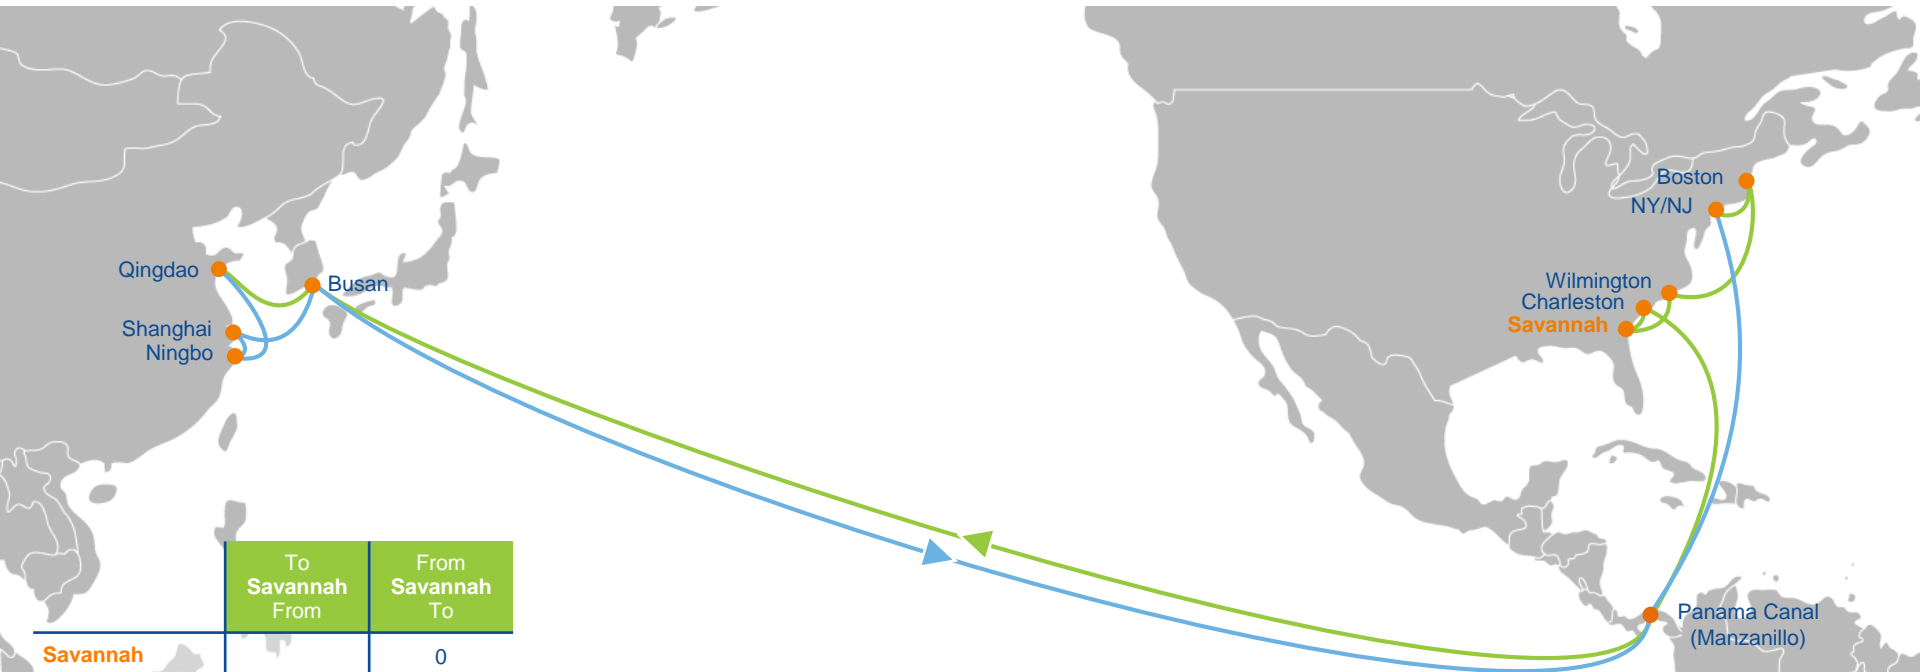 Boston
NY/NJ
Qingdao
Busan
Wilmington
Charleston
Savannah
Shanghai
Ningbo
Panama Canal
(Manzanillo)
To
Savannah
From
From
Savannah
To
Savannah
0